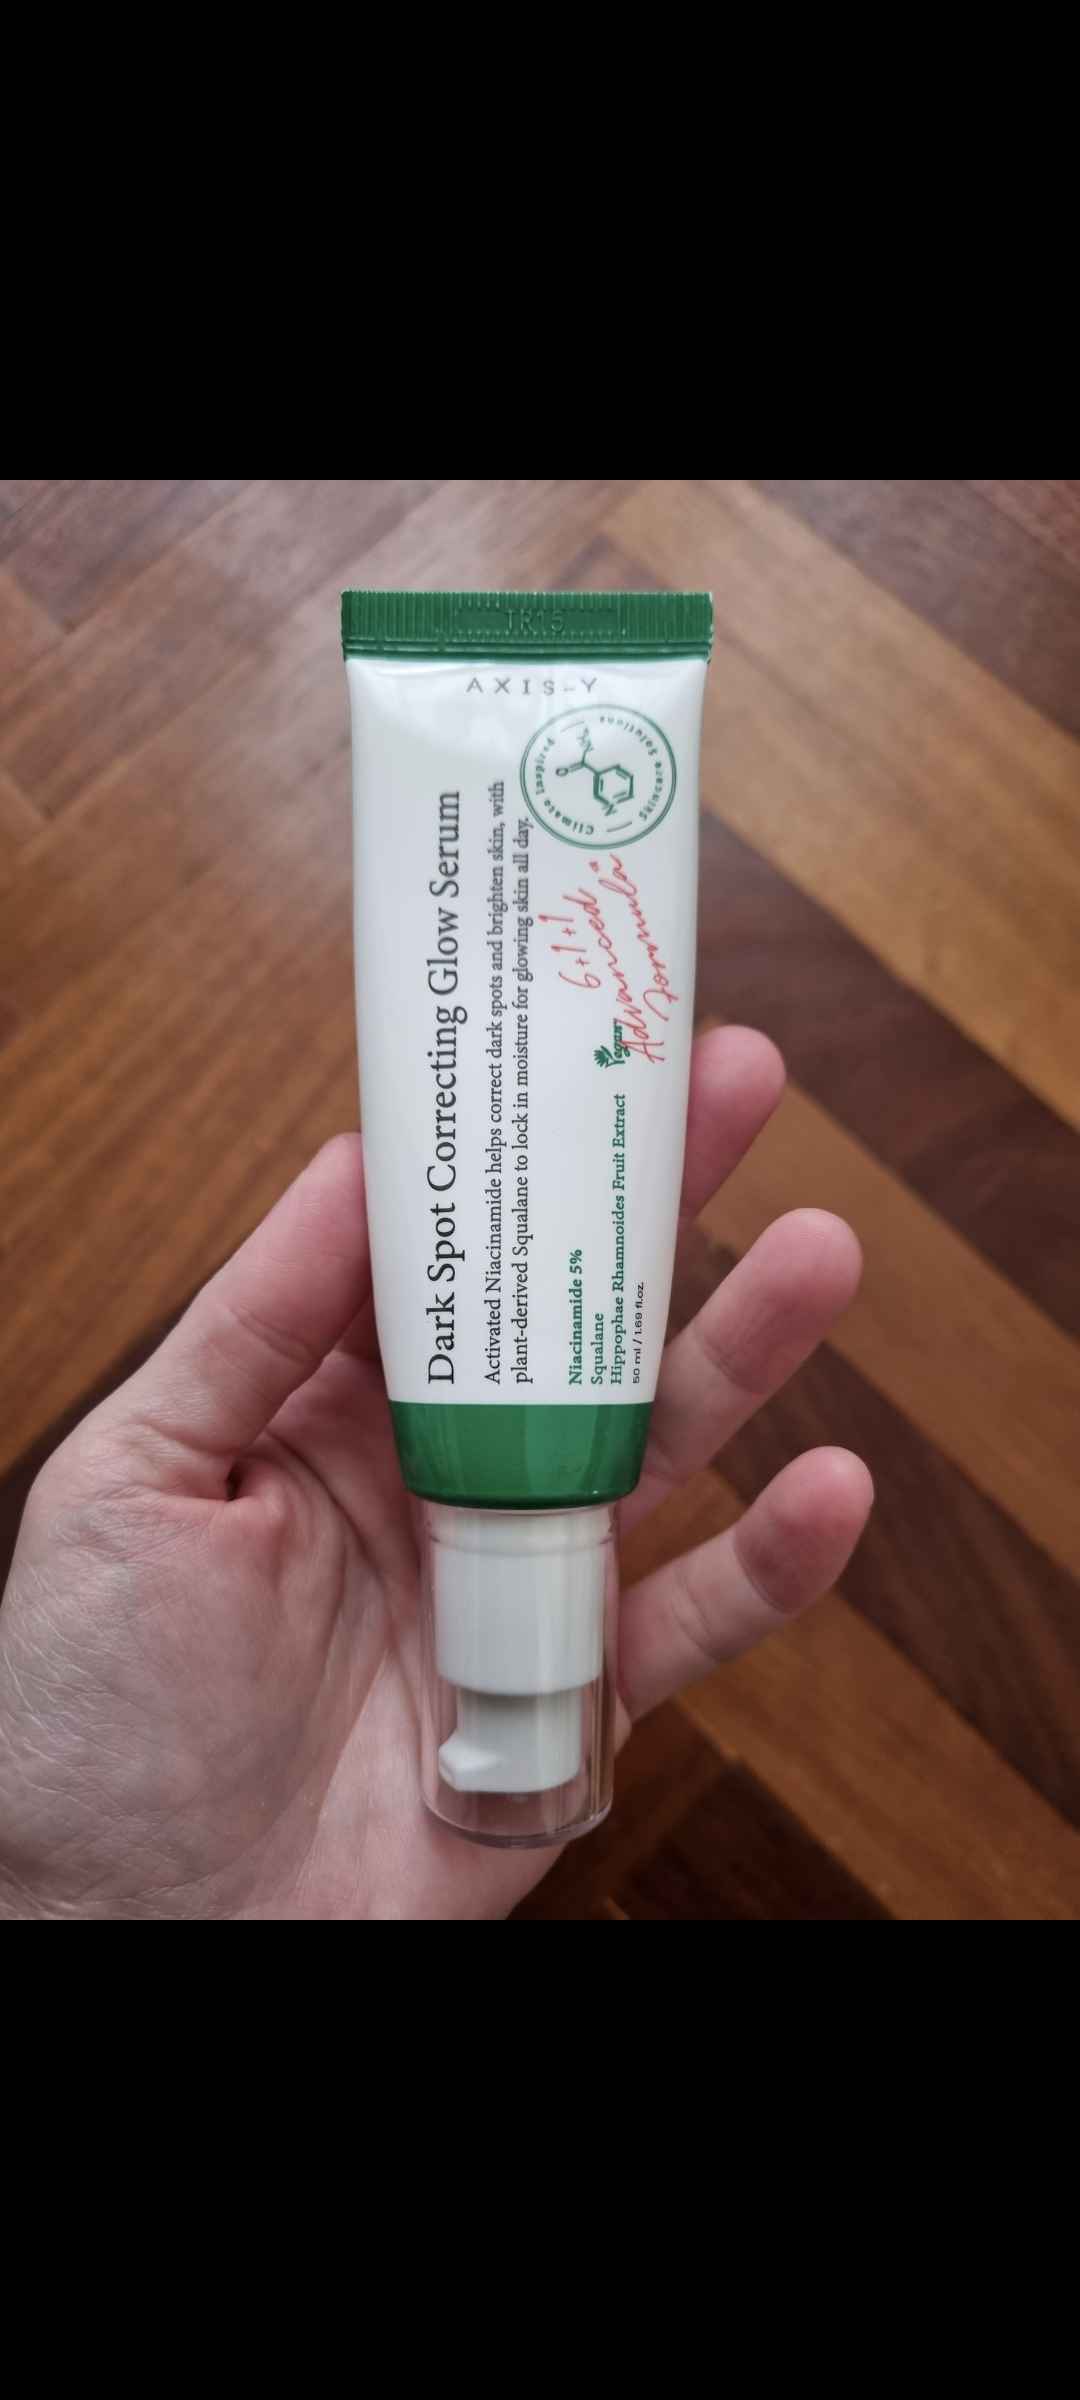 TR15
AXIS-Y
Dark Spot Correcting Glow Serum
Activated Niacinamide helps correct dark spots and brighten skin, with
plant-derived Squalane to lock in moisture for glowing skin all day.
Climate Inspired
Skincare Solutions
NH₂
O
N
"6+1+1
Advanced
Formula"
Vegan
Niacinamide 5%
Squalane
Hippophae Rhamnoides Fruit Extract
50 ml / 1.69 fl.oz.